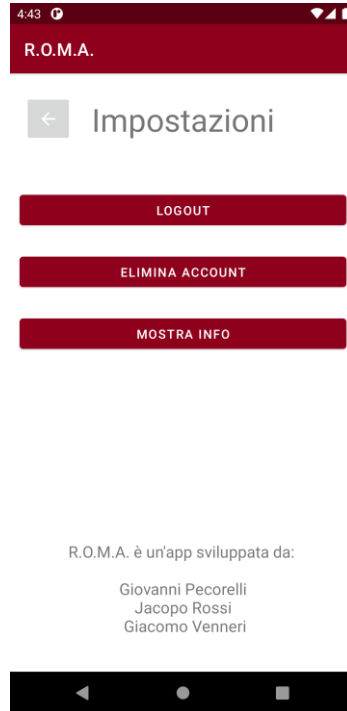 4:43
R.O.M.A.
Impostazioni
LOGOUT
ELIMINA ACCOUNT
MOSTRA INFO
R.O.M.A. è un'app sviluppata da:
Giovanni Pecorelli
Jacopo Rossi
Giacomo Venneri